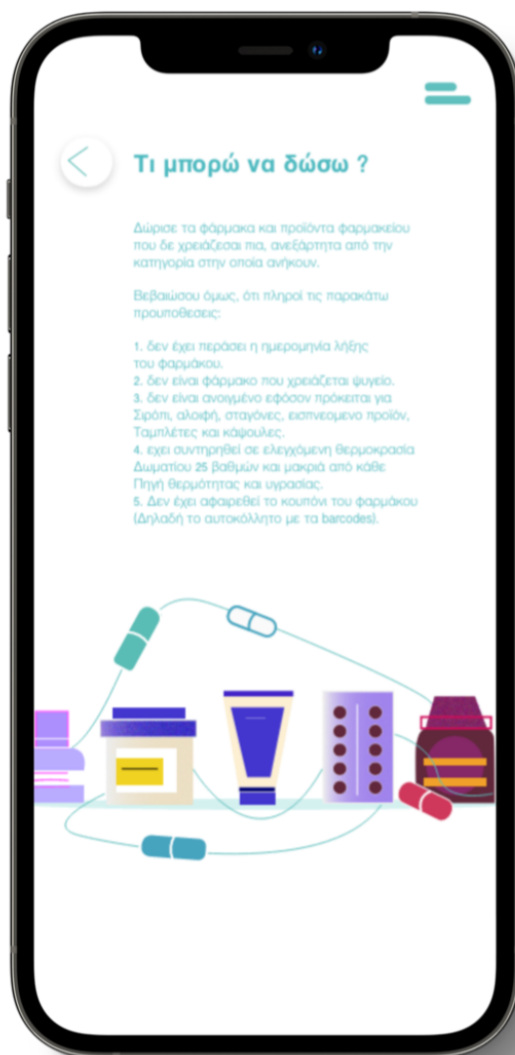 Τι μπορώ να δώσω ?
Δώρισε τα φάρμακα και προϊόντα φαρμακείου
που δε χρειάζεσαι πια, ανεξάρτητα από την
κατηγορία στην οποία ανήκουν.
Βεβαιώσου όμως, ότι πληροί τις παρακάτω
προυποθεσεις:
1. δεν έχει περάσει η ημερομηνία λήξης
του φαρμάκου.
2. δεν είναι φάρμακο που χρειάζεται ψυγείο.
3. δεν είναι ανοιγμένο εφόσον πρόκειται για
Σιρόπι, αλοιφή, σταγόνες, εισπνεομενο προϊόν,
Ταμπλέτες και κάψουλες.
4. εχει συντηρηθεί σε ελεγχόμενη θερμοκρασία
Δωματίου 25 βαθμών και μακριά από κάθε
Πηγή θερμότητας και υγρασίας.
5. Δεν έχει αφαιρεθεί το κουπόνι του φαρμάκου
(Δηλαδή το αυτοκόλλητο με τα barcodes).